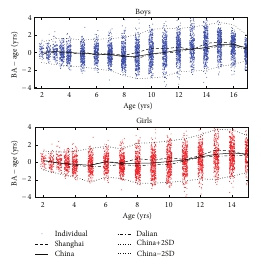 Boys
4
2
0
−2
−4
BA − age (yrs)
2 4 6 8 10 12 14 16
Age (yrs)
Girls
4
2
0
−2
−4
BA − age (yrs)
2 4 6 8 10 12 14
Age (yrs)
Individual
Shanghai
China
Dalian
China+2SD
China−2SD